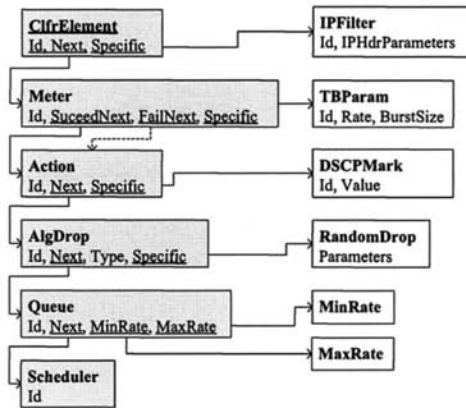 ClfrElement
Id, Next, Specific
IPFilter
Id, IPHdrParameters
Meter
Id, SuceedNext, FailNext, Specific
TBParam
Id, Rate, BurstSize
Action
Id, Next, Specific
DSCPMark
Id, Value
AlgDrop
Id, Next, Type, Specific
RandomDrop
Parameters
Queue
Id, Next, MinRate, MaxRate
MinRate
MaxRate
Scheduler
Id